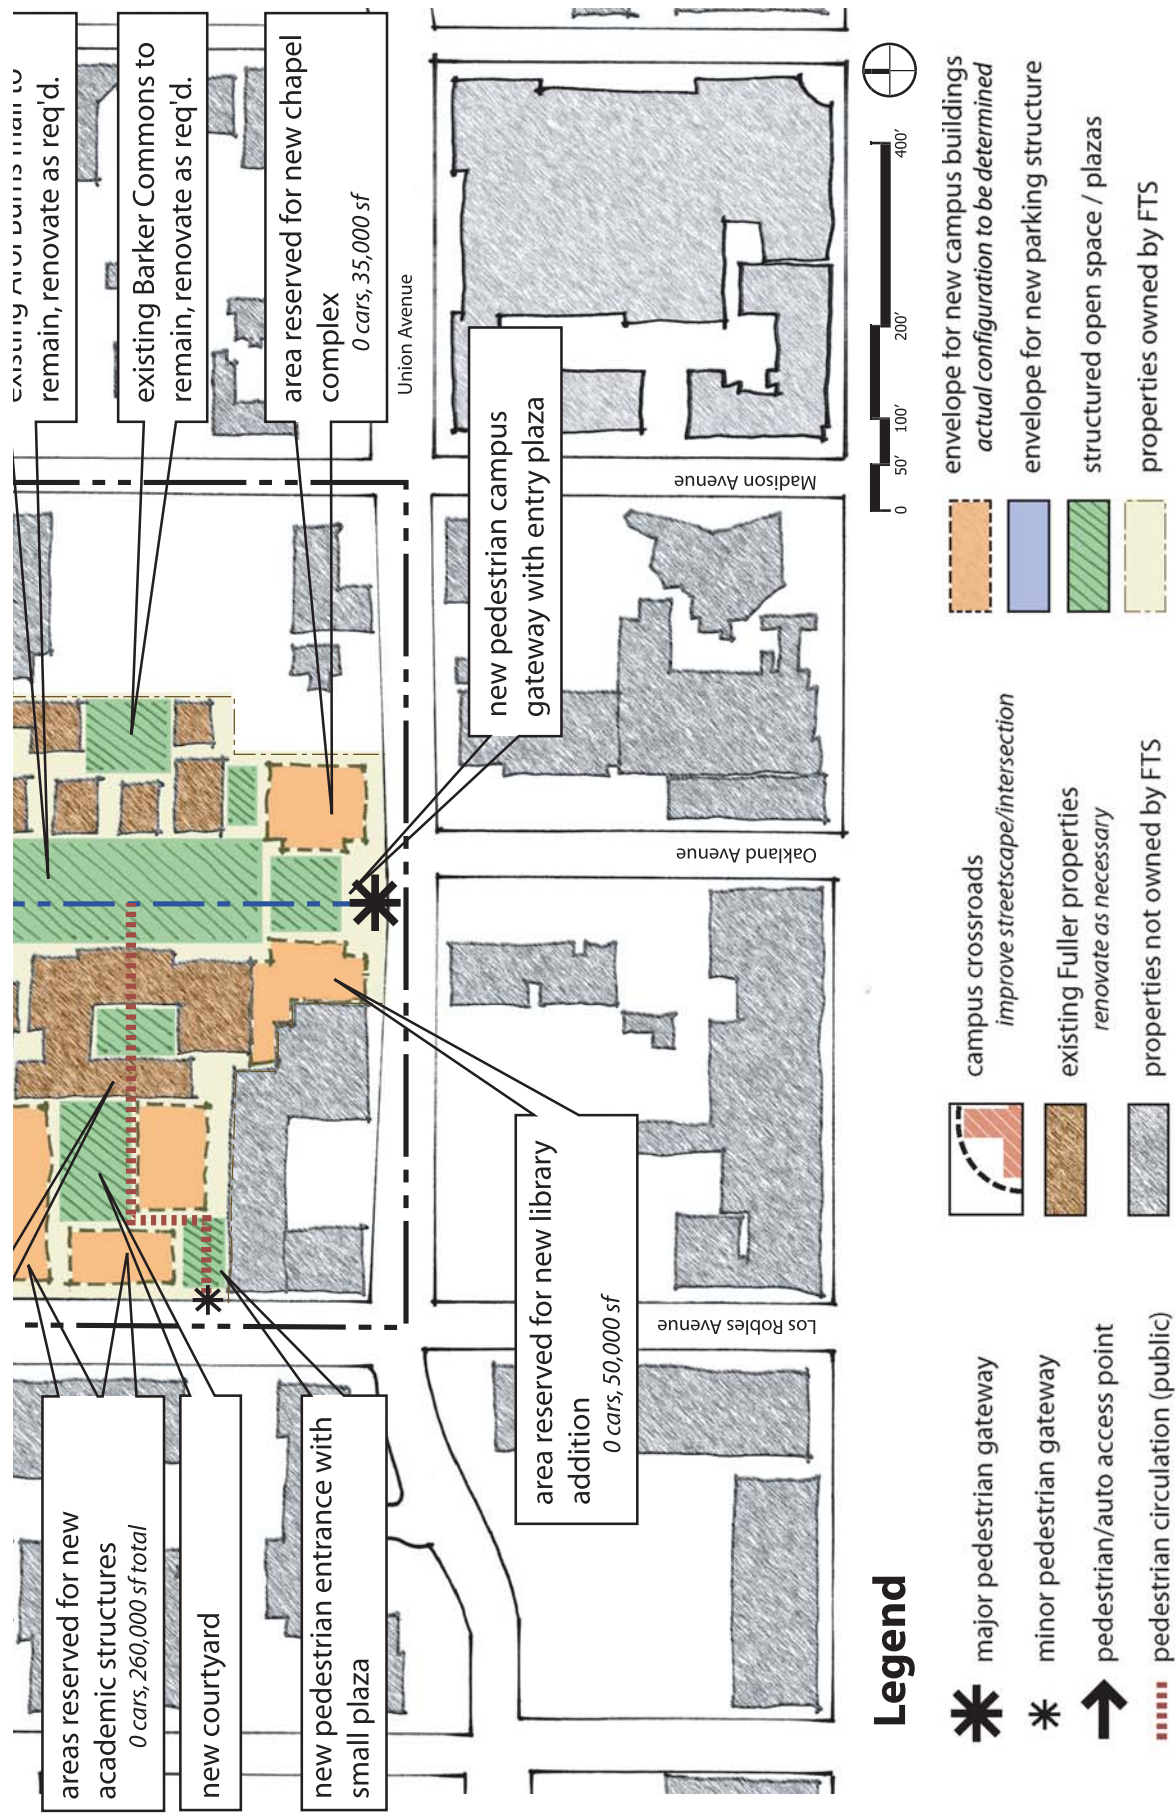 remain, renovate as req'd.
existing Barker Commons to
remain, renovate as req'd.
area reserved for new chapel
complex
0 cars, 35,000 sf
Union Avenue
new pedestrian campus
gateway with entry plaza
areas reserved for new
academic structures
0 cars, 260,000 sf total
new courtyard
new pedestrian entrance with
small plaza
area reserved for new library
addition
0 cars, 50,000 sf
Los Robles Avenue
Oakland Avenue
Madison Avenue
0 50' 100' 200' 400'
Legend
major pedestrian gateway
minor pedestrian gateway
pedestrian/auto access point
pedestrian circulation (public)
campus crossroads
improve streetscape/intersection
existing Fuller properties
renovate as necessary
properties not owned by FTS
envelope for new campus buildings
actual configuration to be determined
envelope for new parking structure
structured open space / plazas
properties owned by FTS